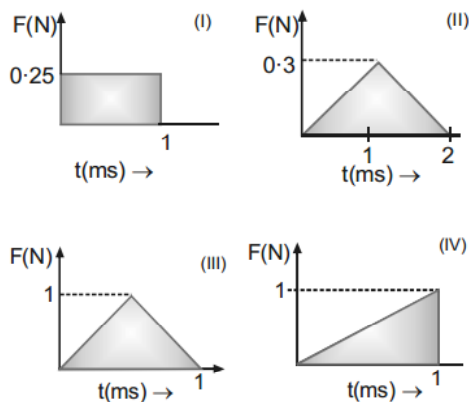 F(N) (I)
0·25
1
t(ms) →
F(N) (II)
0·3
1 2
t(ms) →
F(N) (III)
1
1
t(ms) →
F(N) (IV)
1
1
t(ms) →